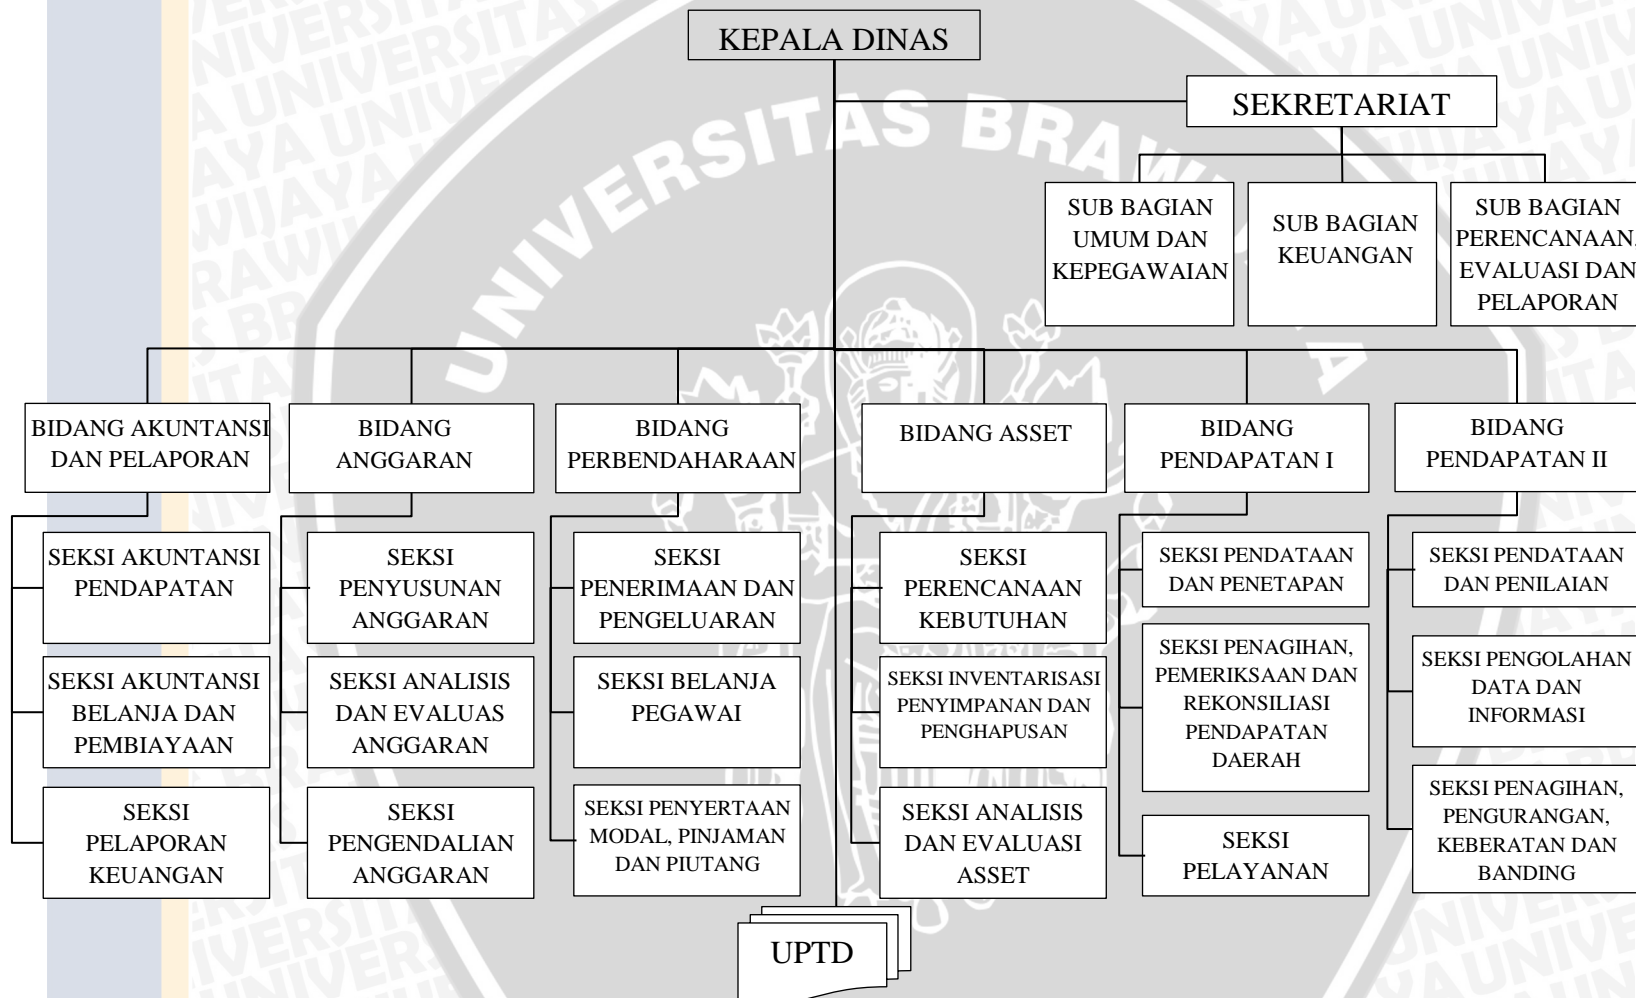 KEPALA DINAS
SEKRETARIAT
SUB BAGIAN
UMUM DAN
KEPEGAWAIAN
SUB BAGIAN
KEUANGAN
SUB BAGIAN
PERENCANAAN,
EVALUASI DAN
PELAPORAN
UNIVERSITAS BRAWIJAYA
BIDANG AKUNTANSI
DAN PELAPORAN
BIDANG
ANGGARAN
BIDANG
PERBENDAHARAAN
BIDANG ASSET
BIDANG
PENDAPATAN I
BIDANG
PENDAPATAN II
SEKSI AKUNTANSI
PENDAPATAN
SEKSI AKUNTANSI
BELANJA DAN
PEMBIAYAAN
SEKSI
PELAPORAN
KEUANGAN
SEKSI
PENYUSUNAN
ANGGARAN
SEKSI ANALISIS
DAN EVALUAS
ANGGARAN
SEKSI
PENGENDALIAN
ANGGARAN
SEKSI
PENERIMAAN DAN
PENGELUARAN
SEKSI BELANJA
PEGAWAI
SEKSI PENYERTAAN
MODAL, PINJAMAN
DAN PIUTANG
SEKSI
PERENCANAAN
KEBUTUHAN
SEKSI INVENTARISASI
PENYIMPANAN DAN
PENGHAPUSAN
SEKSI ANALISIS
DAN EVALUASI
ASSET
SEKSI PENDATAAN
DAN PENETAPAN
SEKSI PENAGIHAN,
PEMERIKSAAN DAN
REKONSILIASI
PENDAPATAN
DAERAH
SEKSI
PELAYANAN
SEKSI PENDATAAN
DAN PENILAIAN
SEKSI PENGOLAHAN
DATA DAN
INFORMASI
SEKSI PENAGIHAN,
PENGURANGAN,
KEBERATAN DAN
BANDING
UPTD